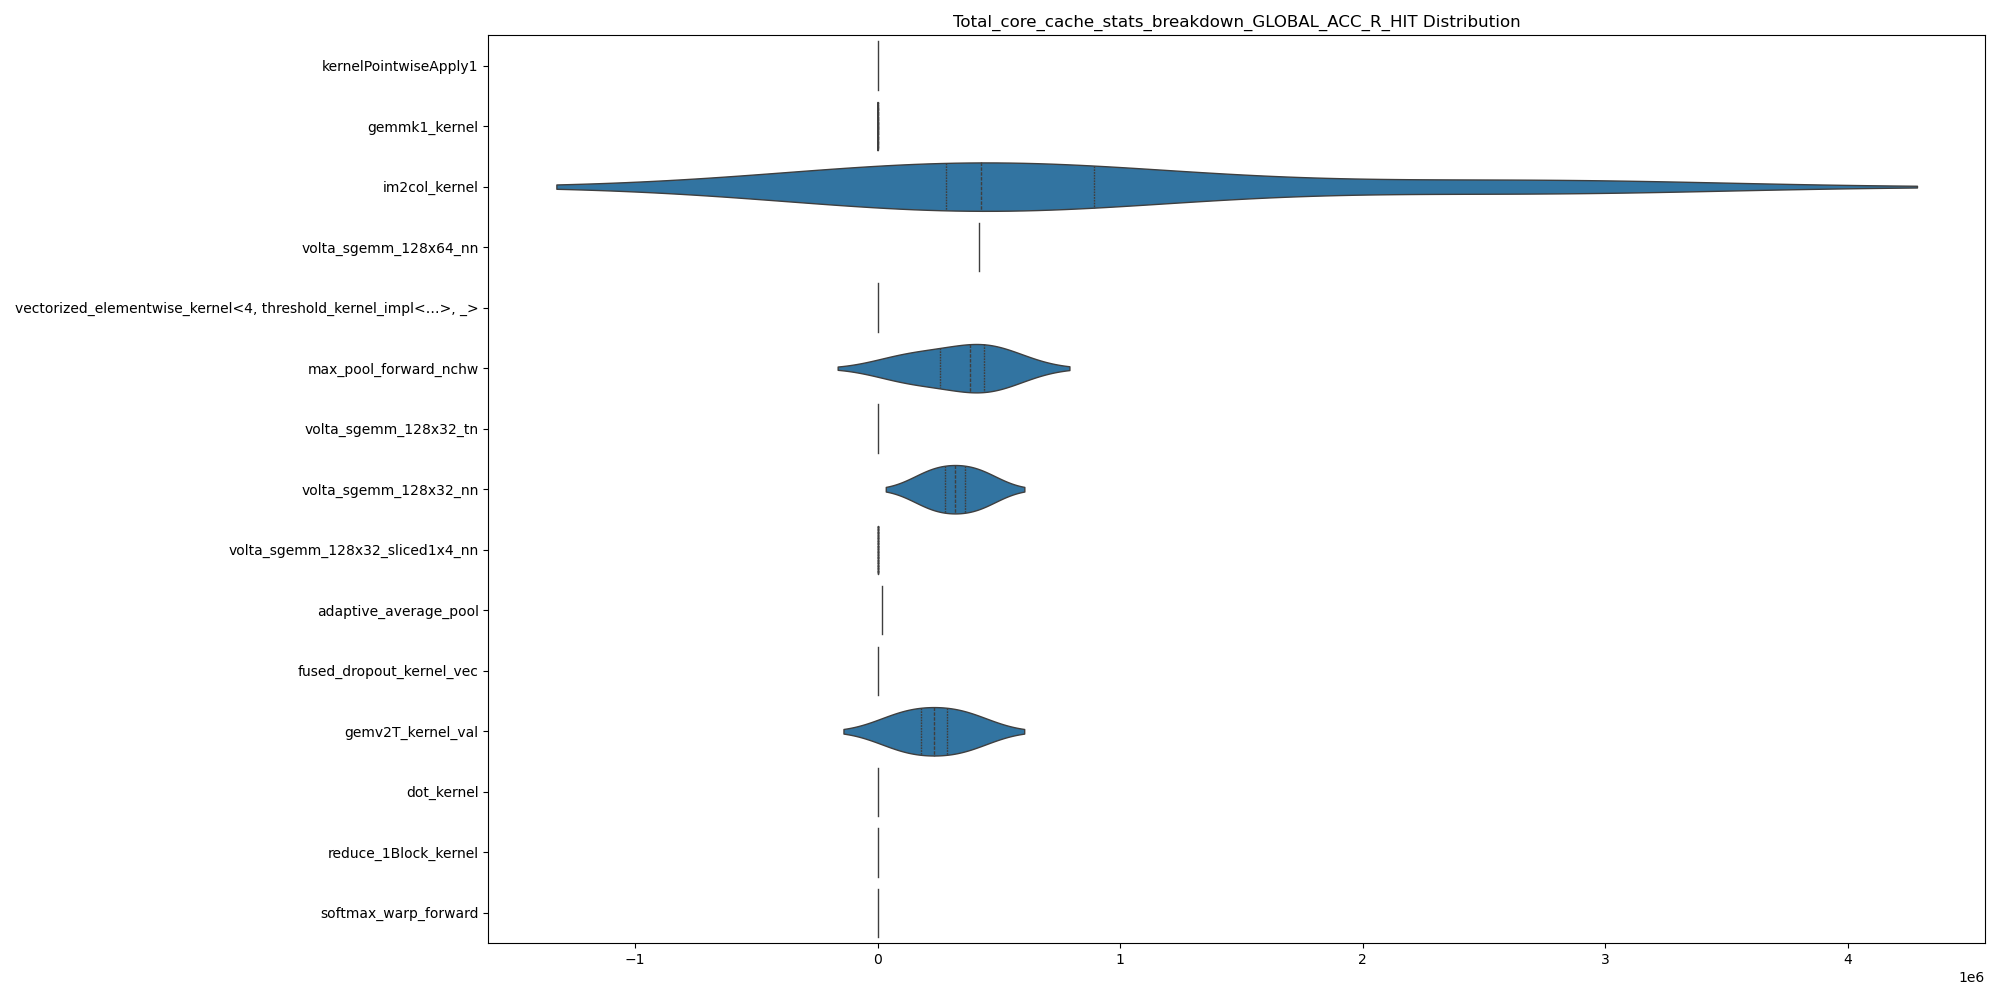 Total_core_cache_stats_breakdown_GLOBAL_ACC_R_HIT Distribution
kernelPointwiseApply1
gemmk1_kernel
im2col_kernel
volta_sgemm_128x64_nn
vectorized_elementwise_kernel<4, threshold_kernel_impl<...>, _>
max_pool_forward_nchw
volta_sgemm_128x32_tn
volta_sgemm_128x32_nn
volta_sgemm_128x32_sliced1x4_nn
adaptive_average_pool
fused_dropout_kernel_vec
gemv2T_kernel_val
dot_kernel
reduce_1Block_kernel
softmax_warp_forward
−1 0 1 2 3 4
1e6